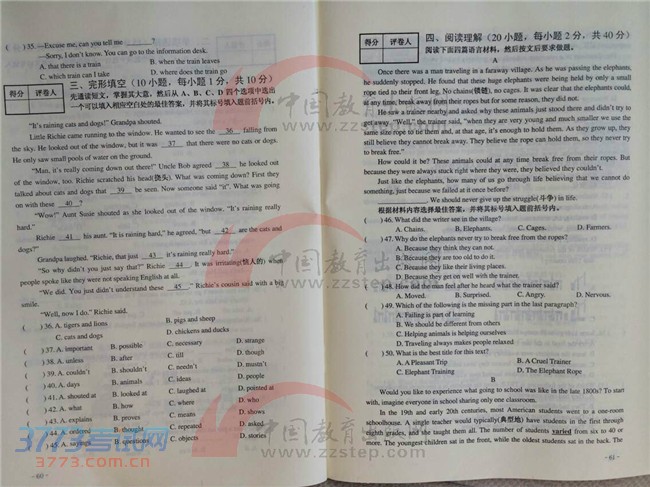 ( )35. —Excuse me, can you tell me ______?
—Sorry, I don't know. You can go to the information desk.
A. that there is a train B. when the train leaves
C. which train can I take D. where does the train go
得分 评卷人
三、完形填空(10小题,每小题1分,共10分)
先通读短文,掌握其大意,然后从A、B、C、D四个选项中选出
一个可以填入相应空白处的最佳答案,并将其标号填入题前括号内。
"It's raining cats and dogs!" Grandpa shouted.
Little Richie came running to the window. He wanted to see the 36 falling from
the sky. He looked out of the window, but it was 37 that there were no cats or dogs.
He only saw small pools of water on the ground.
"Man, it's really coming down out there!" Uncle Bob agreed. 38 he looked out
of the window, too. Richie scratched his head(挠头). What was coming down? First they
talked about cats and dogs that 39 be seen. Now someone said "it". What was going
on with these 40 ?
"Wow!" Aunt Susie shouted as she looked out of the window. "It's raining really
hard."
Richie 41 his aunt. "It is raining hard," he agreed, "but 42 are the cats and
dogs?"
Grandpa laughed. "Richie, that just 43 it's raining really hard."
"So why didn't you just say that?" Richie 44 . It was irritating(恼人的) when
people spoke like they were not speaking English at all.
"We did. You just didn't understand these 45 ." Richie's cousin said with a big
smile.
"Well, now I do." Richie said.
( )36. A. tigers and lions B. pigs and sheep
C. cats and dogs D. chickens and ducks
( )37. A. important B. possible C. necessary D. strange
( )38. A. unless B. after C. till D. though
( )39. A. couldn't B. shouldn't C. needn't D. mustn't
( )40. A. days B. animals C. ideas D. people
( )41. A. shouted at B. looked at C. laughed at D. pointed at
( )42. A. what B. how C. where D. who
( )43. A. explains B. proves C. means D. shows
( )44. A. ordered B. thought C. repeated D. asked
( )45. A. sayings B. questions C. objects D. stories
- 60 -
得分 评卷人
四、阅读理解(20小题,每小题2分,共40分)
阅读下面四篇语言材料,然后按文后要求做题。
A
Once there was a man traveling in a faraway village. As he was passing the elephants,
he suddenly stopped. He found that these huge elephants were being held by only a small
rope tied to their front leg. No chains(锁链), no cages. It was clear that the elephants could,
at any time, break away from their ropes but for some reason, they did not.
He saw a trainer nearby and asked why these animals just stood there and didn't try to
get away. "Well," the trainer said, "when they are very young and much smaller we use the
same size rope to tie them and, at that age, it's enough to hold them. As they grow up, they
still believe they cannot break away. They believe the rope can hold them, so they never try
to break free."
How could it be? These animals could at any time break free from their ropes. But
because they were always stuck right where they were, they believed they couldn't.
Just like the elephants, how many of us go through life believing that we cannot do
something, just because we failed at it once before?
______. We should never give up the struggle(斗争) in life.
根据材料内容选择最佳答案,并将其标号填入题前括号内。
( )46. What did the writer see in the village?
A. Chains. B. Elephants. C. Cages. D. Farmers.
( )47. Why do the elephants never try to break free from the ropes?
A. Because they think they can not.
B. Because they are too old to do it.
C. Because they like their living places.
D. Because they get on well with the trainer.
( )48. How did the man feel after he heard what the trainer said?
A. Moved. B. Surprised. C. Angry. D. Nervous.
( )49. Which of the following is the missing part in the last paragraph?
A. Failing is part of learning
B. We should be different from others
C. Helping animals is helping ourselves
D. Traveling always makes people relaxed
( )50. What is the best title for this text?
A. A Pleasant Trip B. A Cruel Trainer
C. Elephant Training D. The Elephant Rope
B
Would you like to experience what going to school was like in the late 1800s? To start
with, imagine everyone in school sharing only one classroom.
In the 19th and early 20th centuries, most American students went to a one-room
schoolhouse. A single teacher would typically(典型地) have students in the first through
eighth grades, and she taught them all. The number of students varied from six to 40 or
more. The youngest children sat in the front, while the oldest students sat in the back. The
- 61 -
中国教育出版网
www.zzstep.com
3773考试网
3773.com.cn